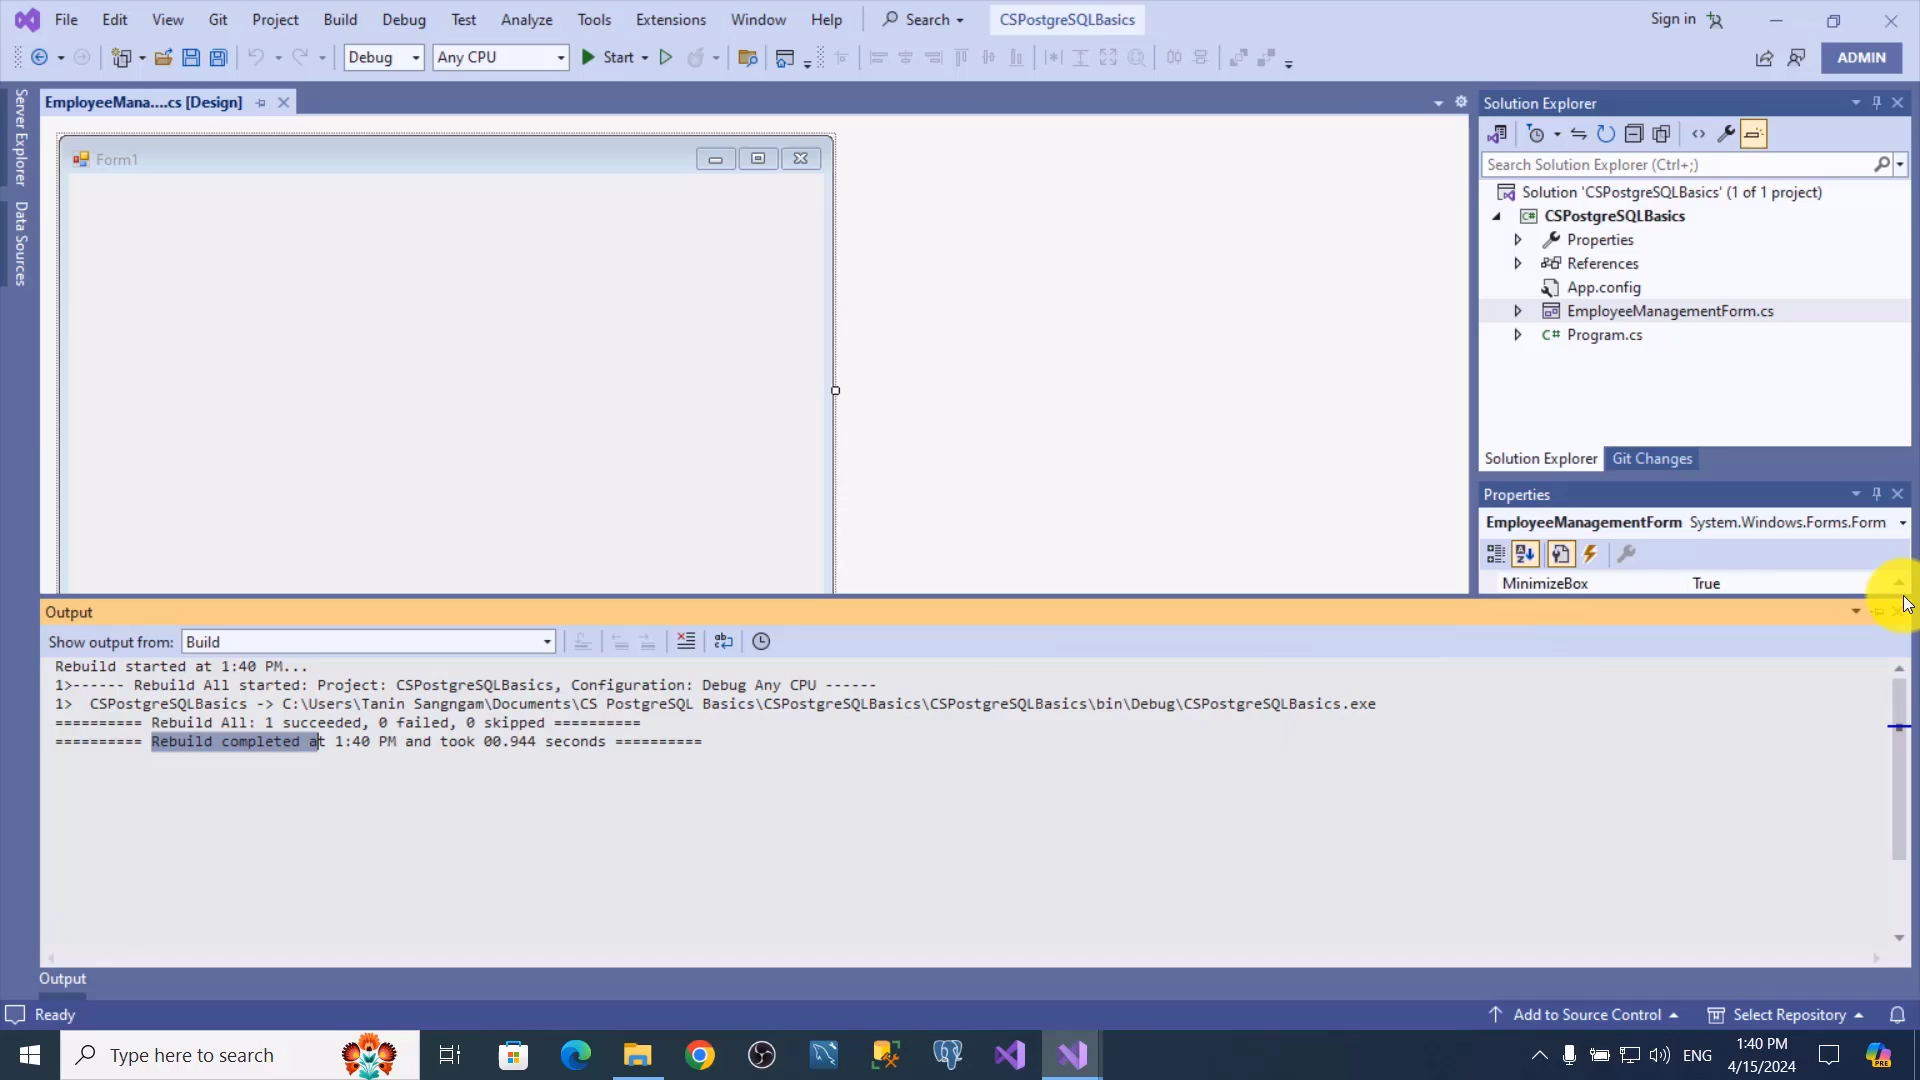 File Edit View Git Project Build Debug Test Analyze Tools Extensions Window Help Search CSPostgreSQLBasics Sign in
Debug Any CPU Start ADMIN
Server Explorer
Data Sources
EmployeeMana....cs [Design]
Form1
Solution Explorer
Search Solution Explorer (Ctrl+;)
Solution 'CSPostgreSQLBasics' (1 of 1 project)
C# CSPostgreSQLBasics
Properties
References
App.config
EmployeeManagementForm.cs
C# Program.cs
Solution Explorer Git Changes
Properties
EmployeeManagementForm System.Windows.Forms.Form
MinimizeBox True
Output
Show output from: Build
Rebuild started at 1:40 PM...
1>------ Rebuild All started: Project: CSPostgreSQLBasics, Configuration: Debug Any CPU ------
1>  CSPostgreSQLBasics -> C:\Users\Tanin Sangngam\Documents\CS PostgreSQL Basics\CSPostgreSQLBasics\CSPostgreSQLBasics\bin\Debug\CSPostgreSQLBasics.exe
========== Rebuild All: 1 succeeded, 0 failed, 0 skipped ==========
========== Rebuild completed at 1:40 PM and took 00.944 seconds ==========
Output
Ready Add to Source Control Select Repository
Type here to search ENG 1:40 PM
4/15/2024
PRE